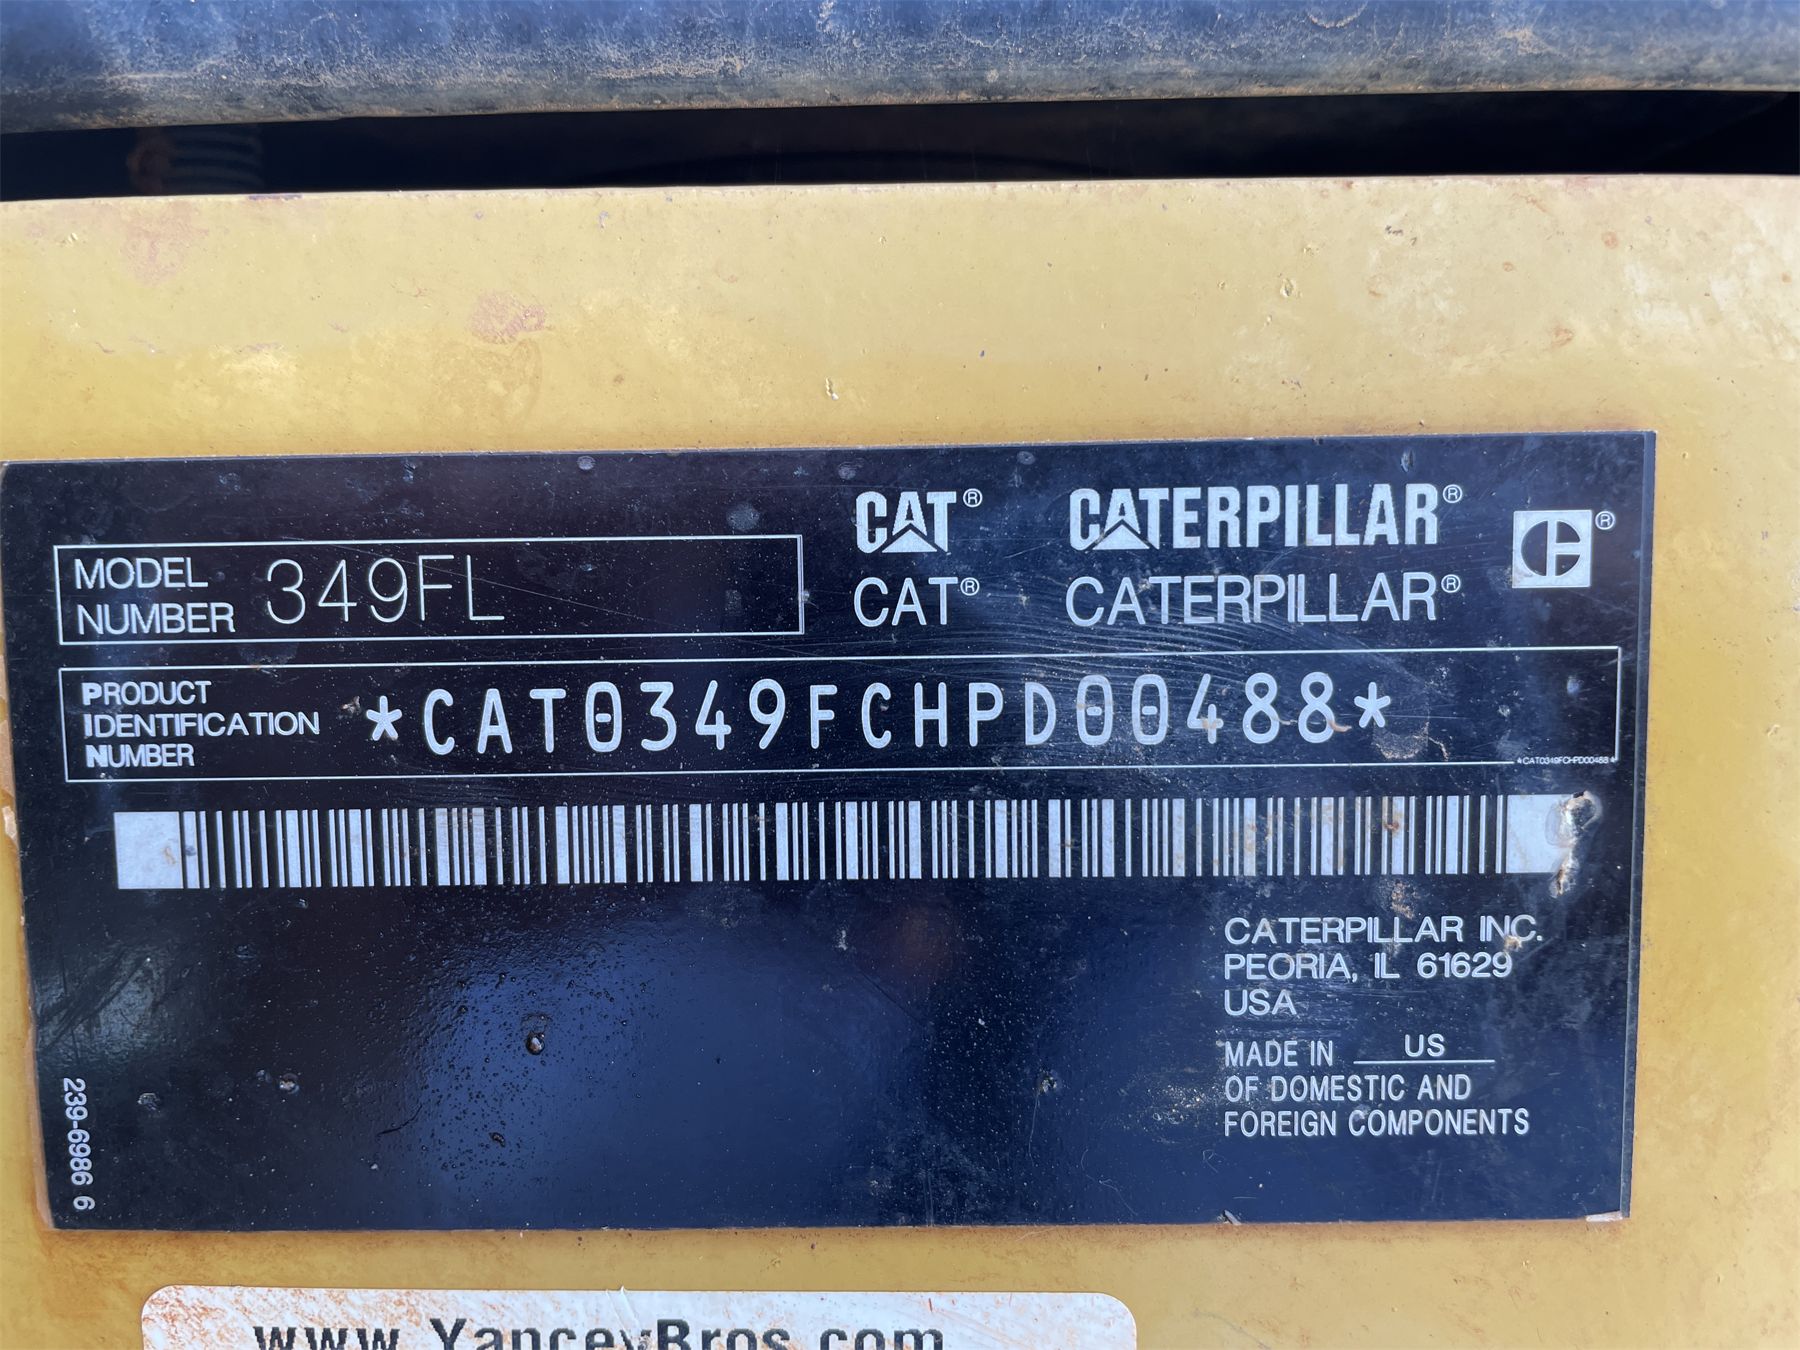 CAT® CATERPILLAR® ®
MODEL
NUMBER 349FL
CAT® CATERPILLAR®
PRODUCT
IDENTIFICATION
NUMBER
*CAT0349FCHPD00488*
*CAT0349FCHPD00488*
CATERPILLAR INC.
PEORIA, IL 61629
USA
MADE IN US
OF DOMESTIC AND
FOREIGN COMPONENTS
239-6986 6
www.YanceyBros.com